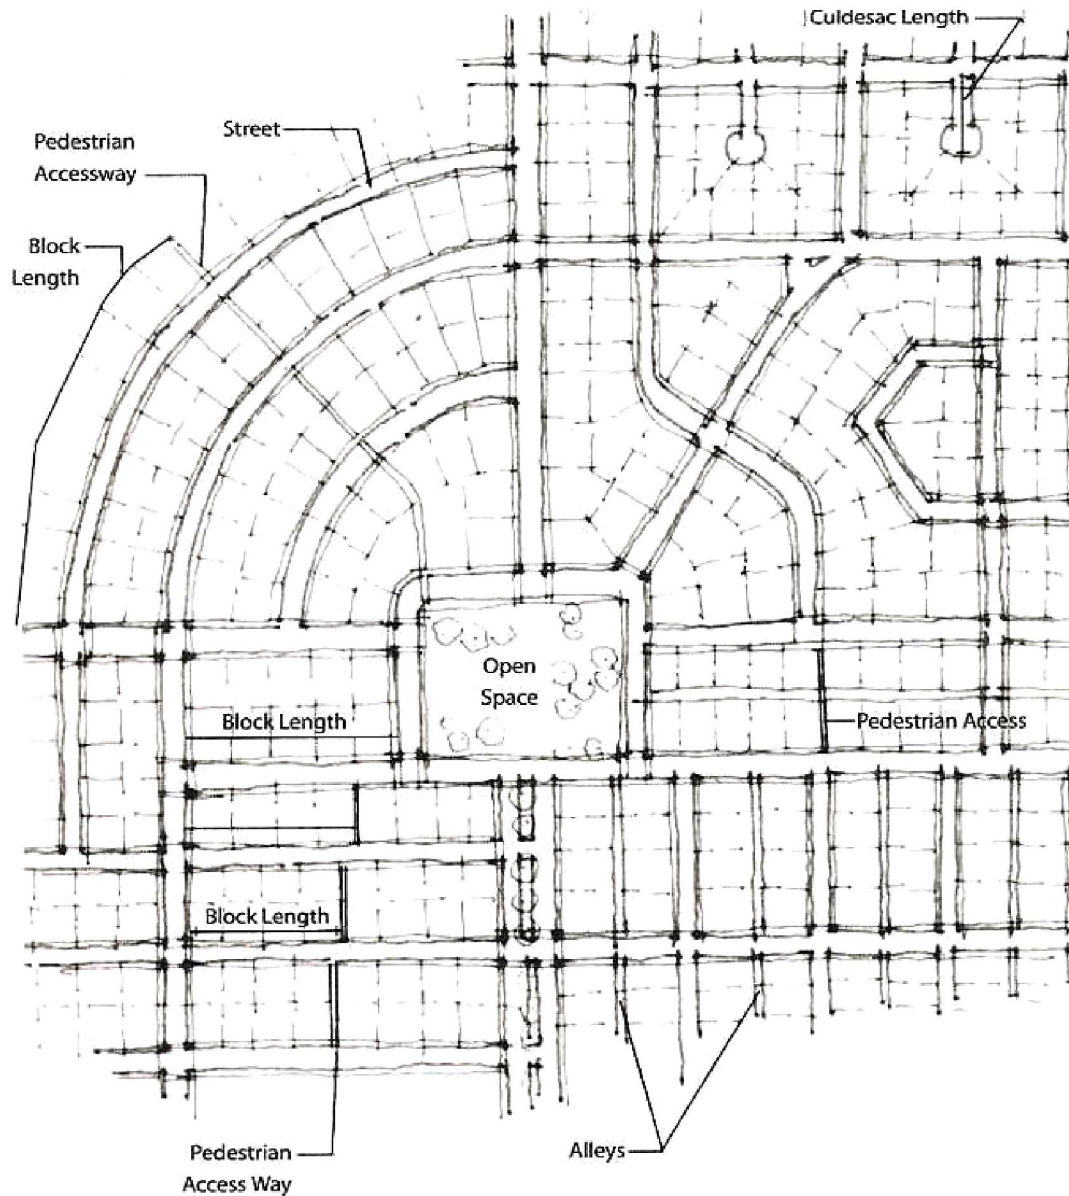 Culdesac Length
Street
Pedestrian
Accessway
Block
Length
Open
Space
Block Length
Pedestrian Access
Block Length
Pedestrian
Access Way
Alleys